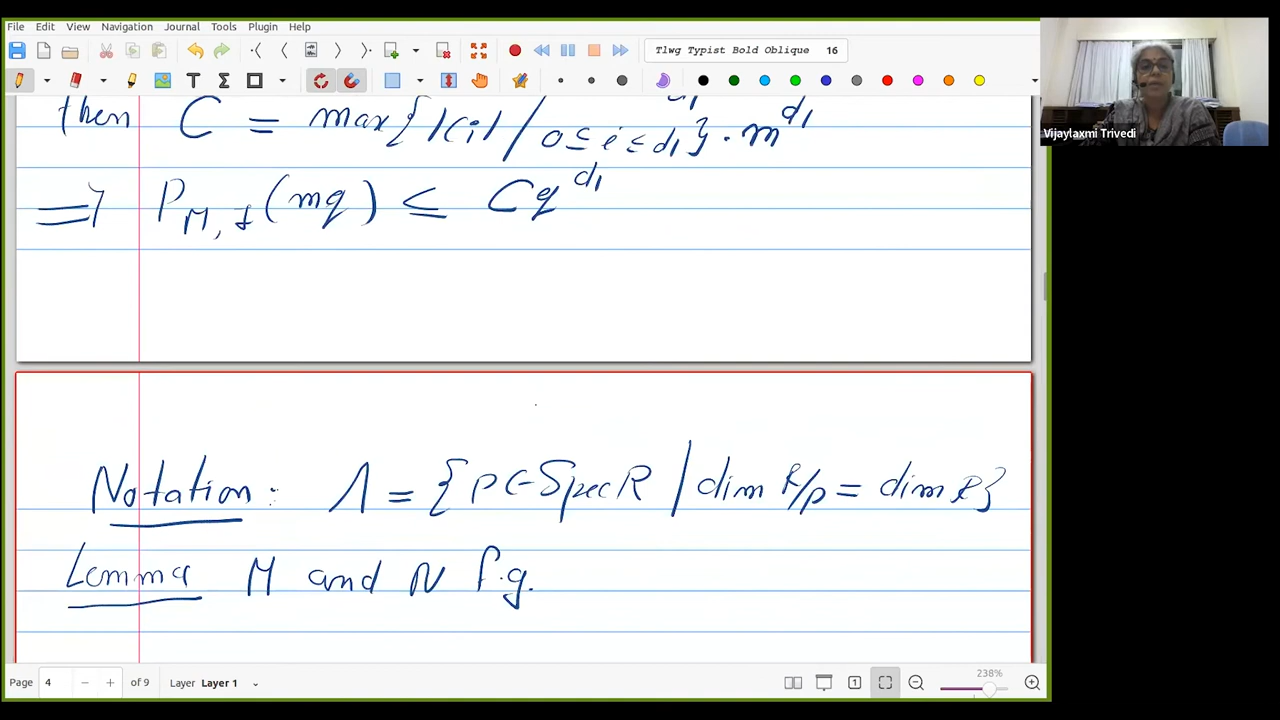 File Edit View Navigation Journal Tools Plugin Help
Tlwg Typist Bold Oblique 16
Vijaylaxmi Trivedi
then C = max{|Ci| / 0≤i≤d1} · m^d1
=> P_M,I (mq) ≤ Cq^d1
Notation: Λ = {P∈Spec R | dim R/p = dim R}
Lemma M and N f.g.
Page 4 of 9 Layer Layer 1 238%